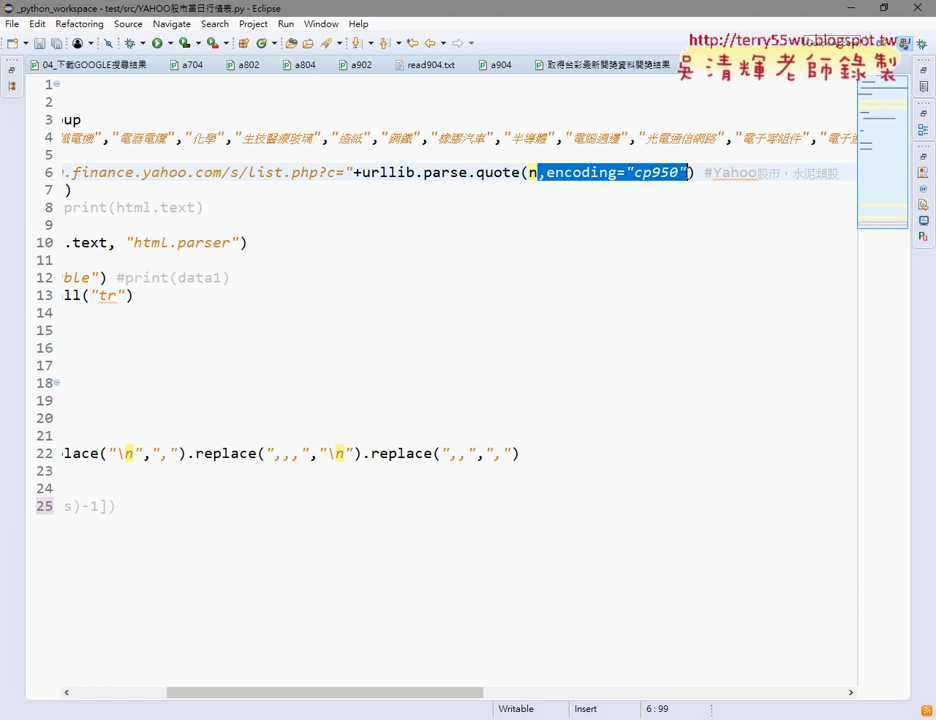 _python_workspace - test/src/YAHOO股市當日行情表.py - Eclipse
File Edit Refactoring Source Navigate Search Project Run Window Help
http://terry55wu.blogspot.tw
吳清輝老師錄製
04_下載GOOGLE搜尋結果 a704 a802 a804 a902 read904.txt a904 取得台彩最新開獎資料開獎結果
1
2
3 up
4 電機","電器電纜","化學","生技醫療玻璃","造紙","鋼鐵","橡膠汽車","半導體","電腦週邊","光電通信網路","電子零組件","電子通
5
6 .finance.yahoo.com/s/list.php?c="+urllib.parse.quote(n,encoding="cp950") #Yahoo股市，水泥類股
7 )
8 print(html.text)
9
10 .text, "html.parser")
11
12 ble") #print(data1)
13 ll("tr")
14
15
16
17
18
19
20
21
22 lace("\n",",").replace(",,,","\n").replace(",,",",")
23
24
25 s)-1])
Writable Insert 6 : 99